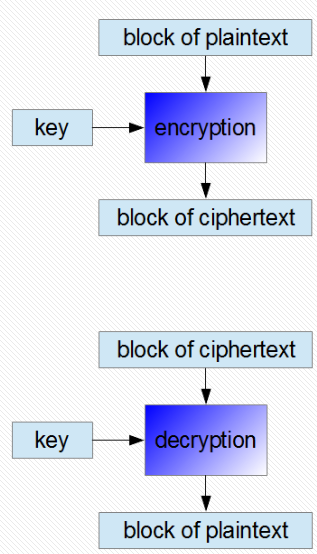 block of plaintext
key
encryption
block of ciphertext
block of ciphertext
key
decryption
block of plaintext